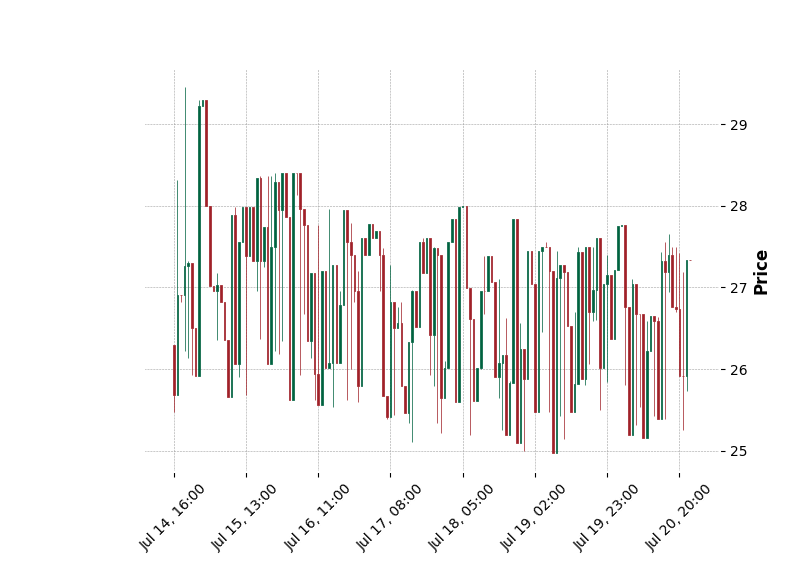 29
28
27
26
25
Price
Jul 14, 16:00
Jul 15, 13:00
Jul 16, 11:00
Jul 17, 08:00
Jul 18, 05:00
Jul 19, 02:00
Jul 19, 23:00
Jul 20, 20:00